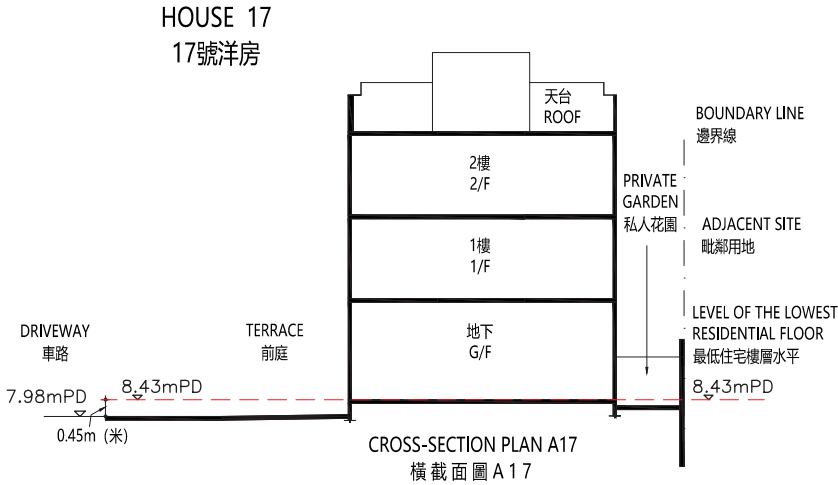 HOUSE 17
17號洋房
天台
ROOF
BOUNDARY LINE
邊界線
2樓
2/F
PRIVATE
GARDEN
私人花園
ADJACENT SITE
毗鄰用地
1樓
1/F
LEVEL OF THE LOWEST
RESIDENTIAL FLOOR
最低住宅樓層水平
DRIVEWAY
車路
TERRACE
前庭
地下
G/F
7.98mPD
8.43mPD
8.43mPD
0.45m (米)
CROSS-SECTION PLAN A17
橫截面圖A17